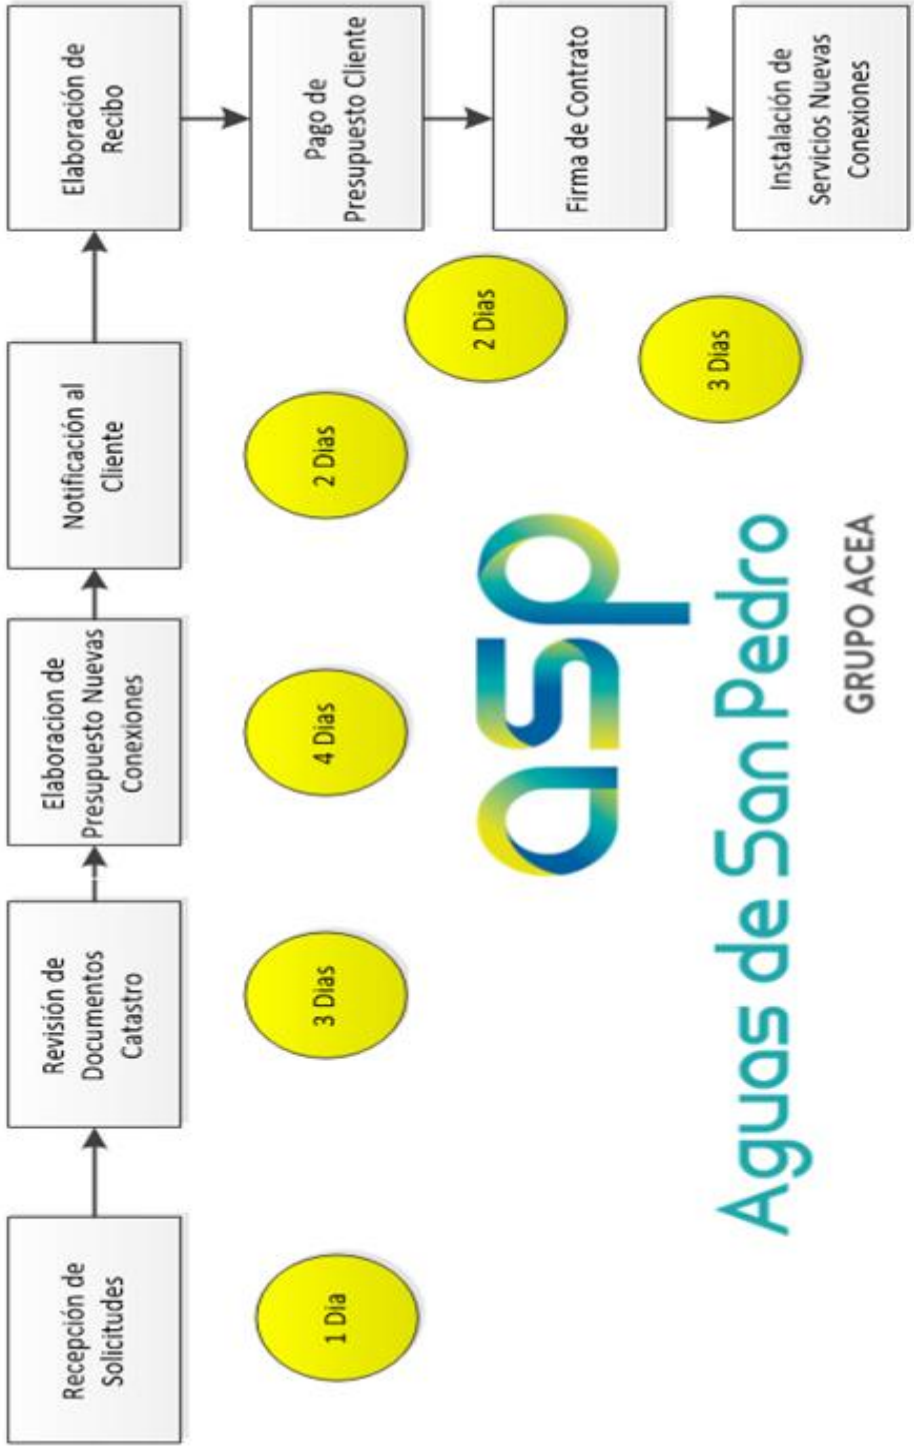 Recepción de
Solicitudes
Revisión de
Documentos
Catastro
Elaboracion de
Presupuesto Nuevas
Conexiones
Notificación al
Cliente
Elaboración de
Recibo
Pago de
Presupuesto Cliente
Firma de Contrato
Instalación de
Servicios Nuevas
Conexiones
1 Dia
3 Dias
4 Dias
2 Dias
2 Dias
3 Dias
asp
Aguas de San Pedro
GRUPO ACEA